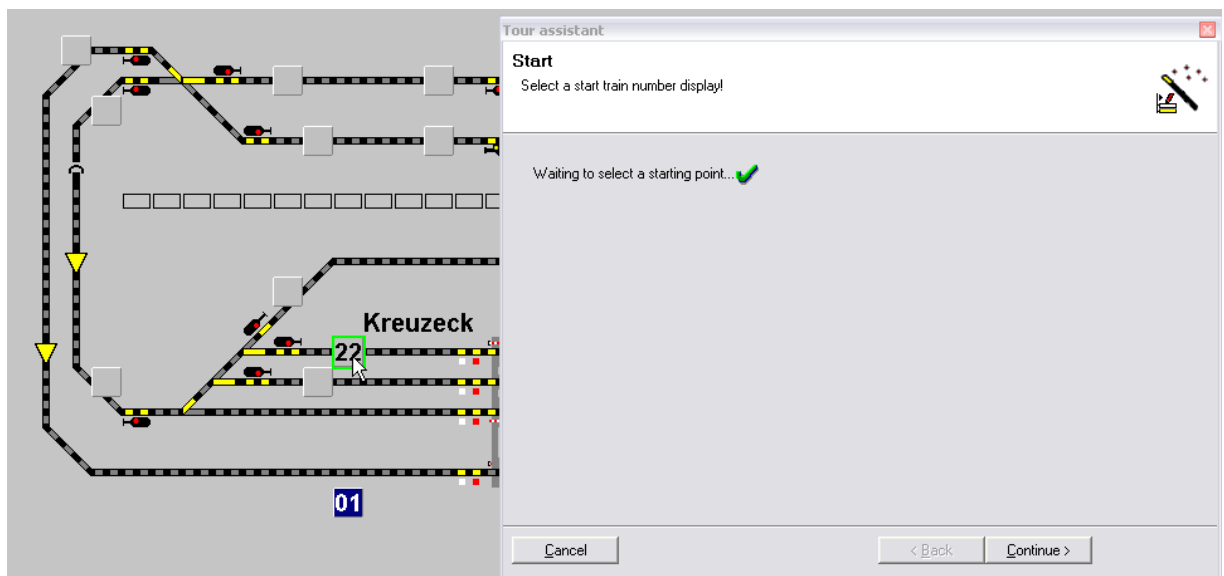 Tour assistant
Start
Select a start train number display!
Waiting to select a starting point...
Kreuzeck
22
01
Cancel
< Back
Continue >